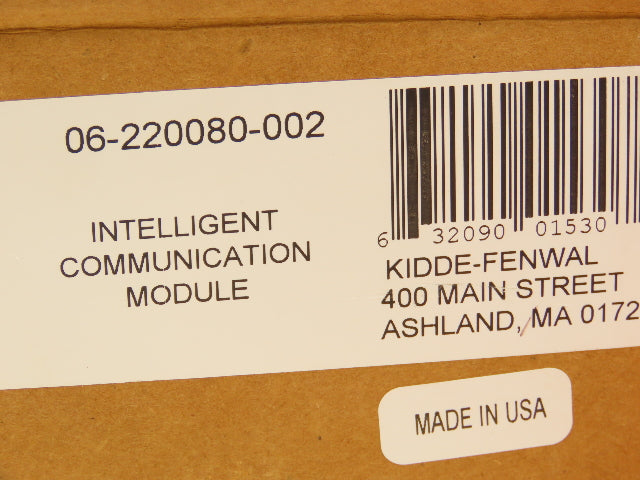 06-220080-002
INTELLIGENT
COMMUNICATION
MODULE
6 32090 01530
KIDDE-FENWAL
400 MAIN STREET
ASHLAND, MA 0172
MADE IN USA